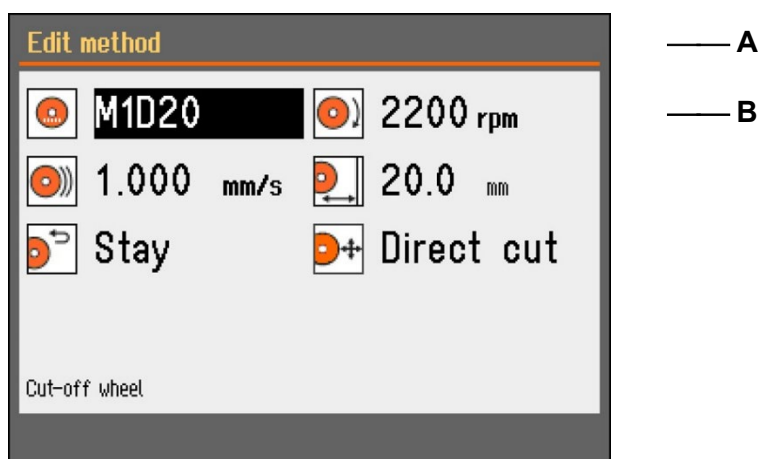 Edit method
A
M1D20 2200 rpm
B
1.000 mm/s 20.0 mm
Stay Direct cut
Cut-off wheel